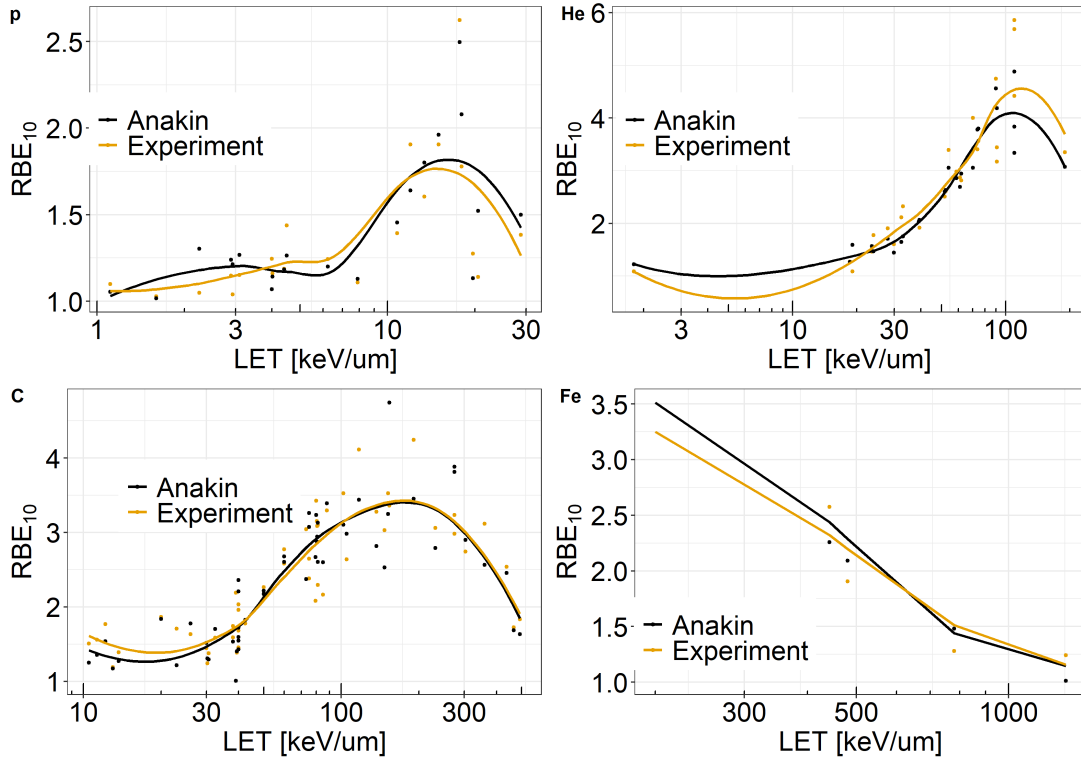 p
2.5
2.0
1.5
1.0
RBE10
Anakin
Experiment
1
3
10
30
LET [keV/um]
He
6
4
2
RBE10
Anakin
Experiment
3
10
30
100
LET [keV/um]
C
4
3
2
1
RBE10
Anakin
Experiment
10
30
100
300
LET [keV/um]
Fe
3.5
3.0
2.5
2.0
1.5
1.0
RBE10
Anakin
Experiment
300
500
1000
LET [keV/um]